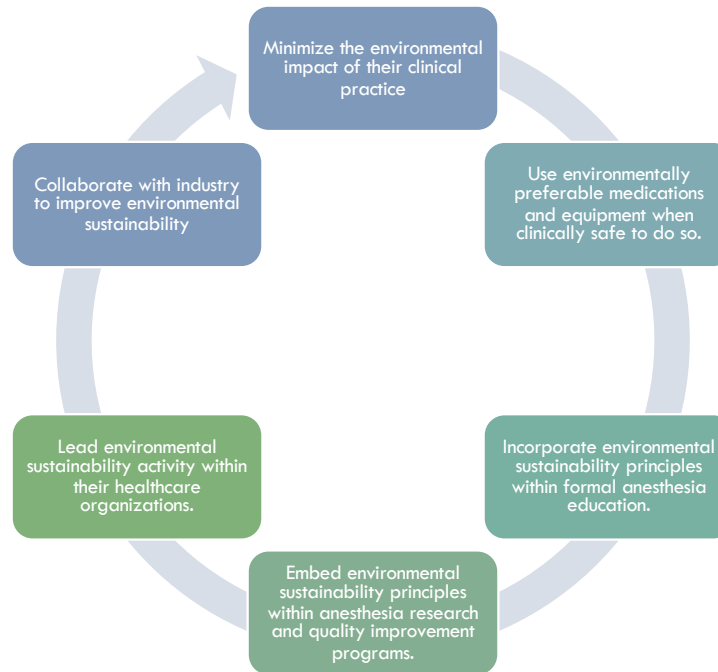 Minimize the environmental
impact of their clinical
practice
Use environmentally
preferable medications
and equipment when
clinically safe to do so.
Incorporate environmental
sustainability principles
within formal anesthesia
education.
Embed environmental
sustainability principles
within anesthesia research
and quality improvement
programs.
Lead environmental
sustainability activity within
their healthcare
organizations.
Collaborate with industry
to improve environmental
sustainability